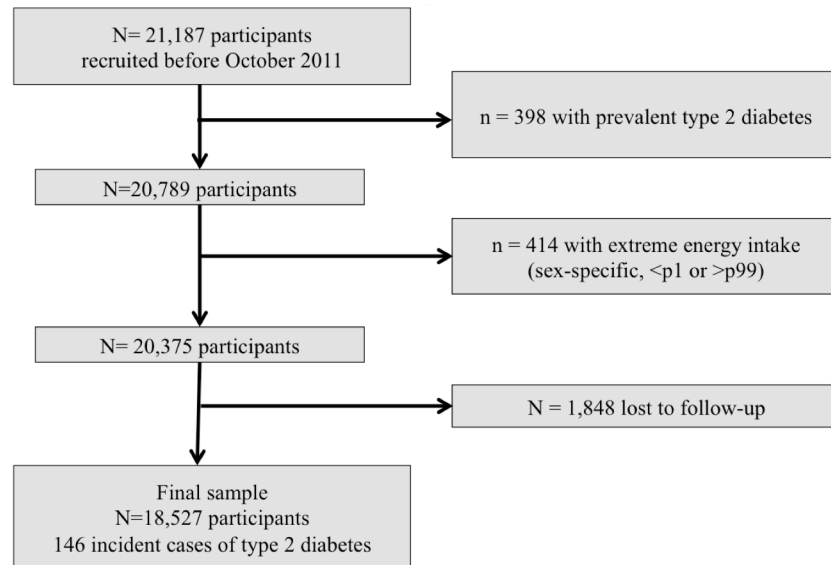 N= 21,187 participants
recruited before October 2011
n = 398 with prevalent type 2 diabetes
N=20,789 participants
n = 414 with extreme energy intake
(sex-specific, <p1 or >p99)
N= 20,375 participants
N = 1,848 lost to follow-up
Final sample
N=18,527 participants
146 incident cases of type 2 diabetes